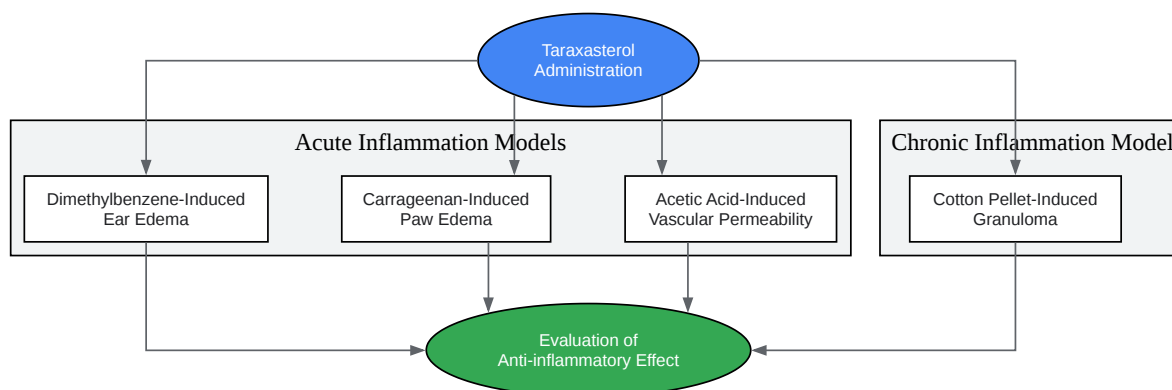 Taraxasterol
Administration
Acute Inflammation Models
Chronic Inflammation Model
Dimethylbenzene-Induced
Ear Edema
Carrageenan-Induced
Paw Edema
Acetic Acid-Induced
Vascular Permeability
Cotton Pellet-Induced
Granuloma
Evaluation of
Anti-inflammatory Effect